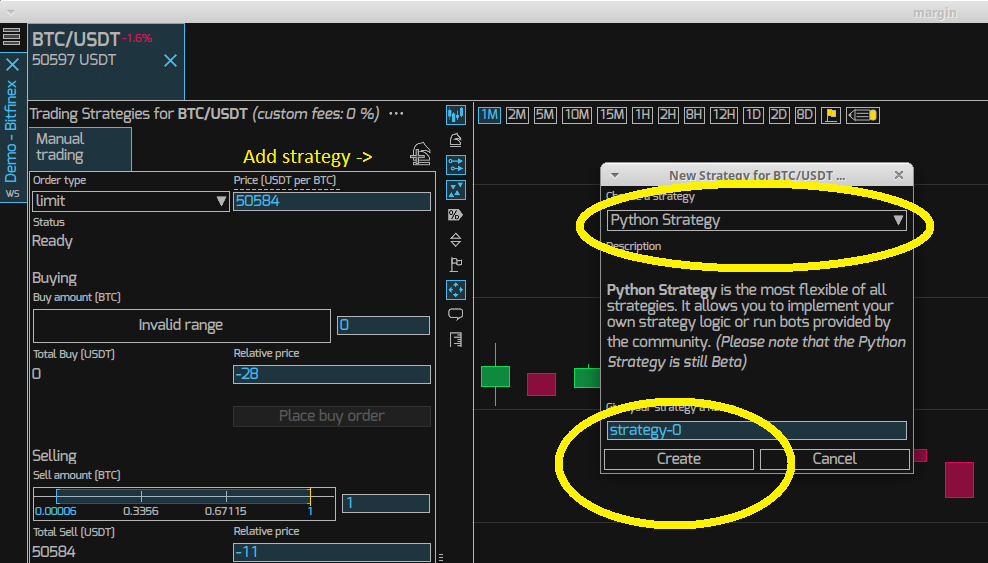 margin
BTC/USDT -1.6%
50597 USDT
Demo - Bitfinex
ws
Trading Strategies for BTC/USDT (custom fees: 0 %) ...
Manual
trading
Add strategy ->
Order type
Price (USDT per BTC)
limit
50584
Status
Ready
Buying
Buy amount (BTC)
Invalid range
0
Total Buy (USDT)
Relative price
0
-28
Place buy order
Selling
Sell amount (BTC)
0.00006 0.3356 0.67115 1
1
Total Sell (USDT)
Relative price
50584
-11
%
1M 2M 5M 10M 15M 1H 2H 8H 12H 1D 2D 8D
New Strategy for BTC/USDT ...
Choose a strategy
Python Strategy
Description
Python Strategy is the most flexible of all
strategies. It allows you to implement your
own strategy logic or run bots provided by
the community. (Please note that the Python
Strategy is still Beta)
your strategy a
strategy-0
Create
Cancel